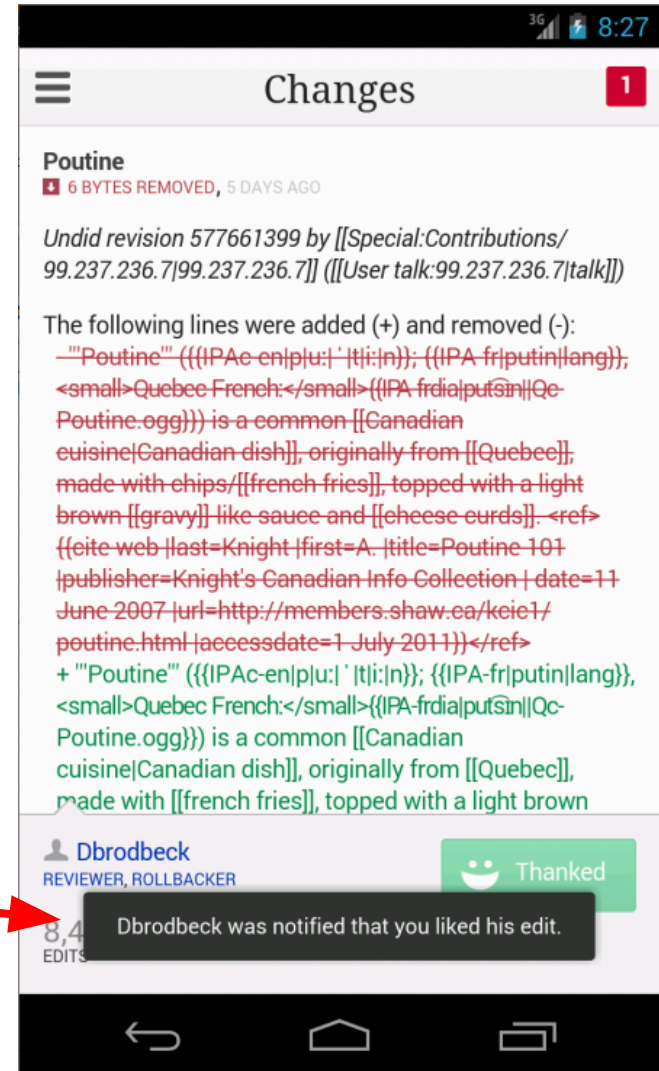 3G 8:27
Changes
1
Poutine
6 BYTES REMOVED, 5 DAYS AGO
Undid revision 577661399 by [[Special:Contributions/
99.237.236.7|99.237.236.7]] ([[User talk:99.237.236.7|talk]])
The following lines were added (+) and removed (-):
-'''Poutine''' ({{IPAc-en|p|uː|ˈ|t|iː|n}}; {{IPA-fr|putin|lang}},
<small>Quebec French:</small>{{IPA-frdia|put͡sɪn||Qc-
Poutine.ogg}}) is a common [[Canadian
cuisine|Canadian dish]], originally from [[Quebec]],
made with chips/[[french fries]], topped with a light
brown [[gravy]]-like sauce and [[cheese curds]]. <ref>
{{cite web |last=Knight |first=A. |title=Poutine 101
|publisher=Knight's Canadian Info Collection | date=11
June 2007 |url=http://members.shaw.ca/kcic1/
poutine.html |accessdate=1 July 2011}}</ref>
+ '''Poutine''' ({{IPAc-en|p|uː|ˈ|t|iː|n}}; {{IPA-fr|putin|lang}},
<small>Quebec French:</small>{{IPA-frdia|put͡sɪn||Qc-
Poutine.ogg}}) is a common [[Canadian
cuisine|Canadian dish]], originally from [[Quebec]],
made with [[french fries]], topped with a light brown
Dbrodbeck
REVIEWER, ROLLBACKER
Thanked
8,4
Dbrodbeck was notified that you liked his edit.
EDITS